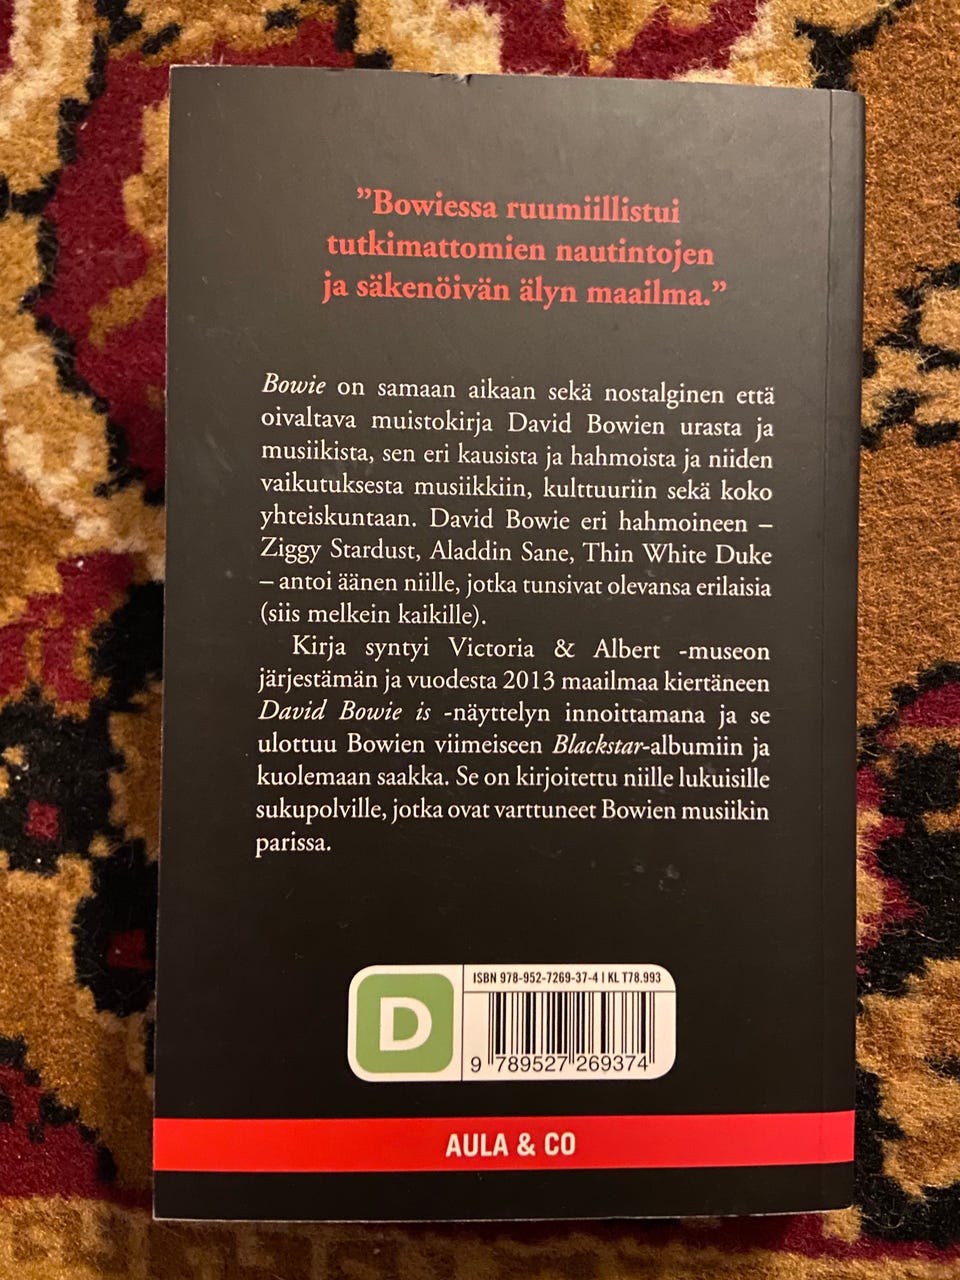 ”Bowiessa ruumiillistui
tutkimattomien nautintojen
ja säkenöivän älyn maailma.”
Bowie on samaan aikaan sekä nostalginen että
oivaltava muistokirja David Bowien urasta ja
musiikista, sen eri kausista ja hahmoista ja niiden
vaikutuksesta musiikkiin, kulttuuriin sekä koko
yhteiskuntaan. David Bowie eri hahmoineen –
Ziggy Stardust, Aladdin Sane, Thin White Duke
– antoi äänen niille, jotka tunsivat olevansa erilaisia
(siis melkein kaikille).
Kirja syntyi Victoria & Albert -museon
järjestämän ja vuodesta 2013 maailmaa kiertäneen
David Bowie is -näyttelyn innoittamana ja se
ulottuu Bowien viimeiseen Blackstar-albumiin ja
kuolemaan saakka. Se on kirjoitettu niille lukuisille
sukupolville, jotka ovat varttuneet Bowien musiikin
parissa.
D
ISBN 978-952-7269-37-4 | KL T78.993
9 789527 269374
AULA & CO